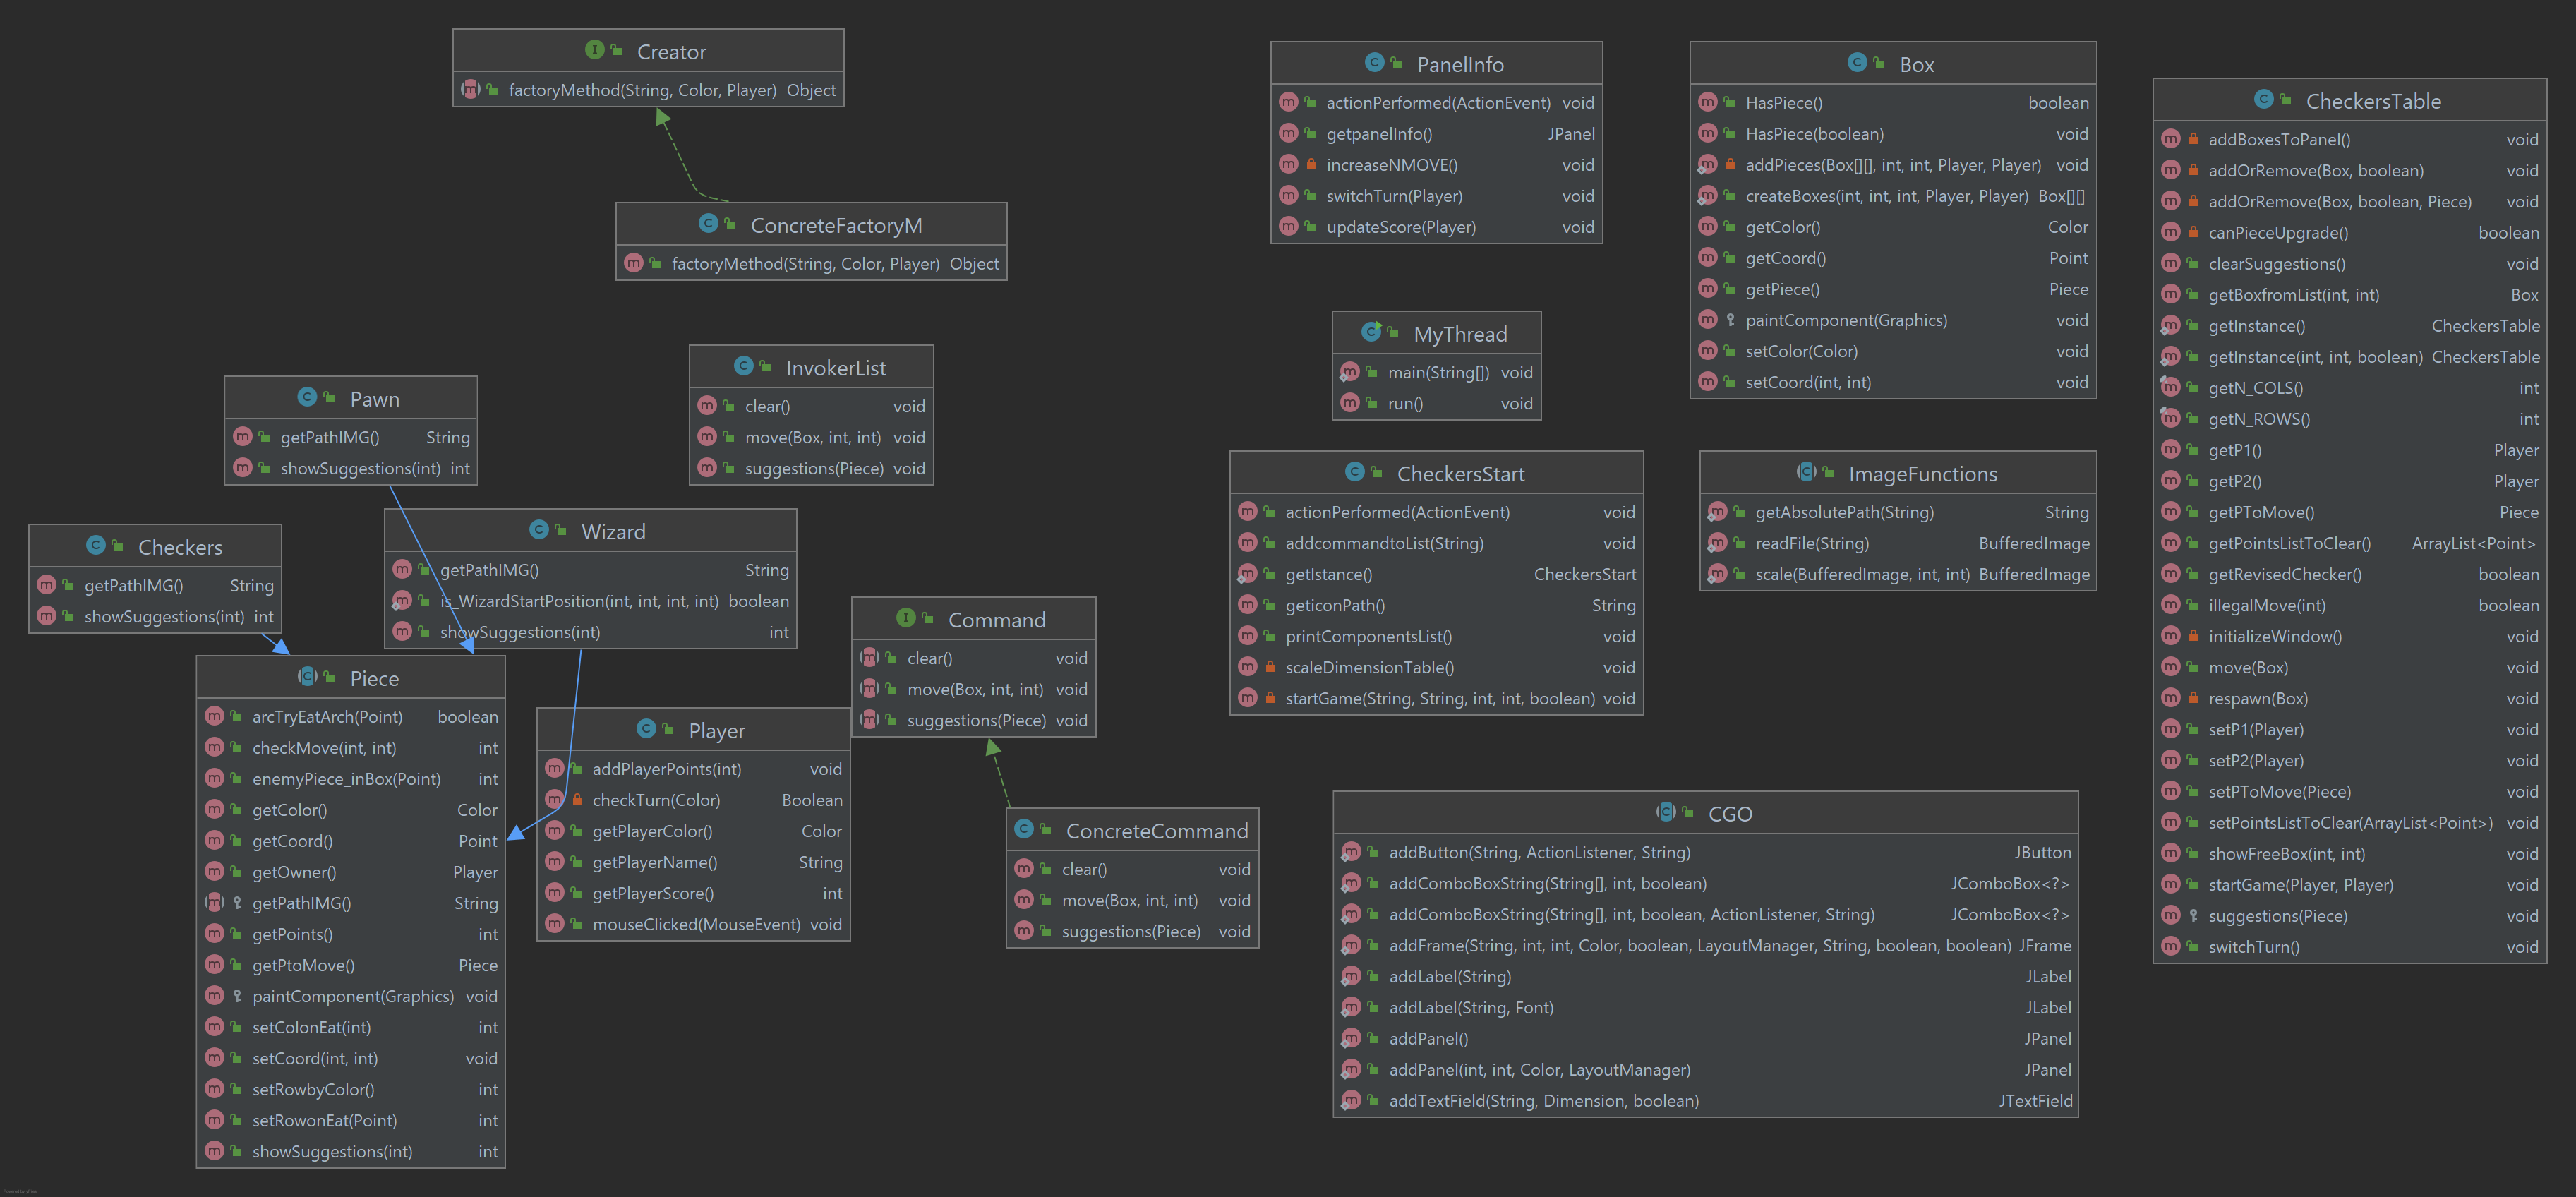 Creator
factoryMethod(String, Color, Player) Object
ConcreteFactoryM
factoryMethod(String, Color, Player) Object
InvokerList
clear() void
move(Box, int, int) void
suggestions(Piece) void
Pawn
getPathIMG() String
showSuggestions(int) int
Checkers
getPathIMG() String
showSuggestions(int) int
Wizard
getPathIMG() String
is_WizardStartPosition(int, int, int, int) boolean
showSuggestions(int) int
Piece
arcTryEatArch(Point) boolean
checkMove(int, int) int
enemyPiece_inBox(Point) int
getColor() Color
getCoord() Point
getOwner() Player
getPathIMG() String
getPoints() int
getPtoMove() Piece
paintComponent(Graphics) void
setColonEat(int) int
setCoord(int, int) void
setRowbyColor() int
setRowonEat(Point) int
showSuggestions(int) int
Player
addPlayerPoints(int) void
checkTurn(Color) Boolean
getPlayerColor() Color
getPlayerName() String
getPlayerScore() int
mouseClicked(MouseEvent) void
Command
clear() void
move(Box, int, int) void
suggestions(Piece) void
ConcreteCommand
clear() void
move(Box, int, int) void
suggestions(Piece) void
PanelInfo
actionPerformed(ActionEvent) void
getpanelInfo() JPanel
increaseNMOVE() void
switchTurn(Player) void
updateScore(Player) void
MyThread
main(String[]) void
run() void
CheckersStart
actionPerformed(ActionEvent) void
addcommandtoList(String) void
getIstance() CheckersStart
geticonPath() String
printComponentsList() void
scaleDimensionTable() void
startGame(String, String, int, int, boolean) void
Box
HasPiece() boolean
HasPiece(boolean) void
addPieces(Box[][], int, int, Player, Player) void
createBoxes(int, int, int, Player, Player) Box[][]
getColor() Color
getCoord() Point
getPiece() Piece
paintComponent(Graphics) void
setColor(Color) void
setCoord(int, int) void
ImageFunctions
getAbsolutePath(String) String
readFile(String) BufferedImage
scale(BufferedImage, int, int) BufferedImage
CGO
addButton(String, ActionListener, String) JButton
addComboBoxString(String[], int, boolean) JComboBox<?>
addComboBoxString(String[], int, boolean, ActionListener, String) JComboBox<?>
addFrame(String, int, int, Color, boolean, LayoutManager, String, boolean, boolean) JFrame
addLabel(String) JLabel
addLabel(String, Font) JLabel
addPanel() JPanel
addPanel(int, int, Color, LayoutManager) JPanel
addTextField(String, Dimension, boolean) JTextField
CheckersTable
addBoxesToPanel() void
addOrRemove(Box, boolean) void
addOrRemove(Box, boolean, Piece) void
canPieceUpgrade() boolean
clearSuggestions() void
getBoxfromList(int, int) Box
getInstance() CheckersTable
getInstance(int, int, boolean) CheckersTable
getN_COLS() int
getN_ROWS() int
getP1() Player
getP2() Player
getPToMove() Piece
getPointsListToClear() ArrayList<Point>
getRevisedChecker() boolean
illegalMove(int) boolean
initializeWindow() void
move(Box) void
respawn(Box) void
setP1(Player) void
setP2(Player) void
setPToMove(Piece) void
setPointsListToClear(ArrayList<Point>) void
showFreeBox(int, int) void
startGame(Player, Player) void
suggestions(Piece) void
switchTurn() void